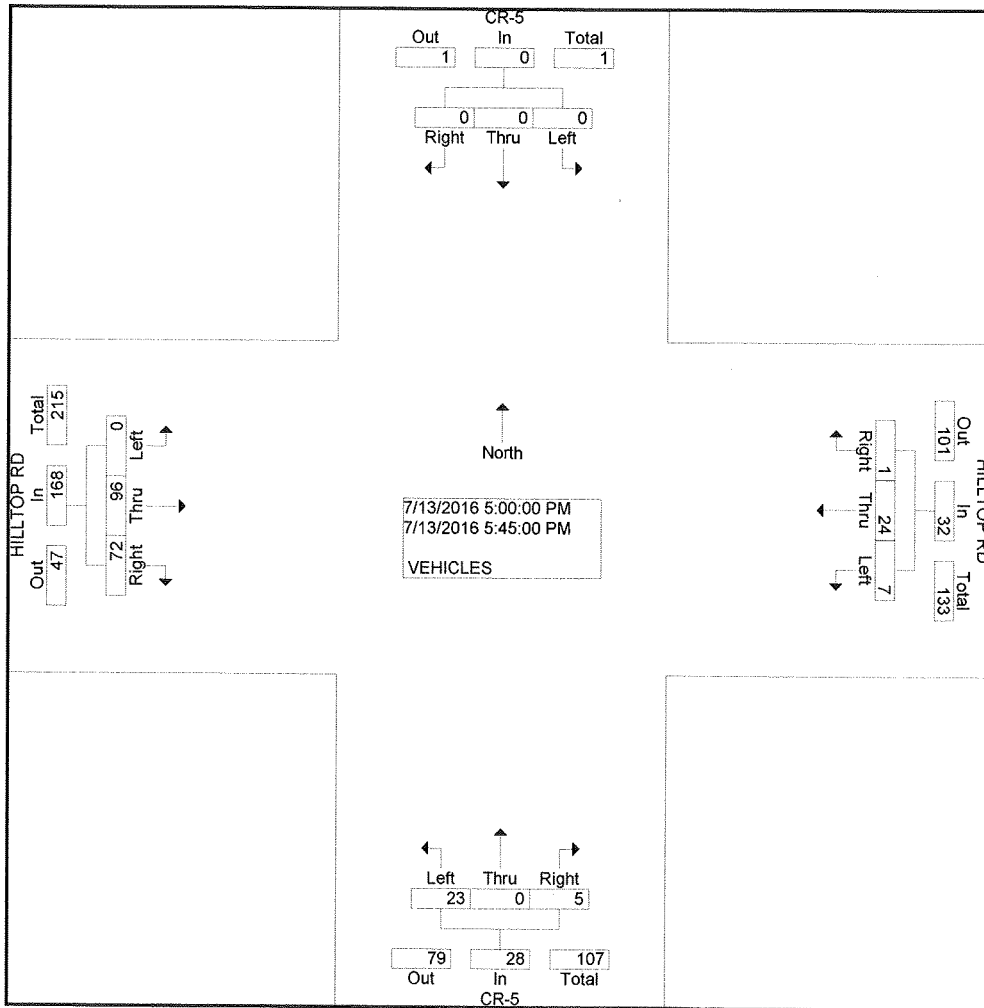 CR-5
Out In Total
1 0 1
0 0 0
Right Thru Left
HILLTOP RD
Total In Out
215 168 47
0 96 72
Left Thru Right
North
7/13/2016 5:00:00 PM
7/13/2016 5:45:00 PM
VEHICLES
Right Thru Left
1 24 7
Out In Total
101 32 133
HILLTOP RD
Left Thru Right
23 0 5
79 28 107
Out In Total
CR-5